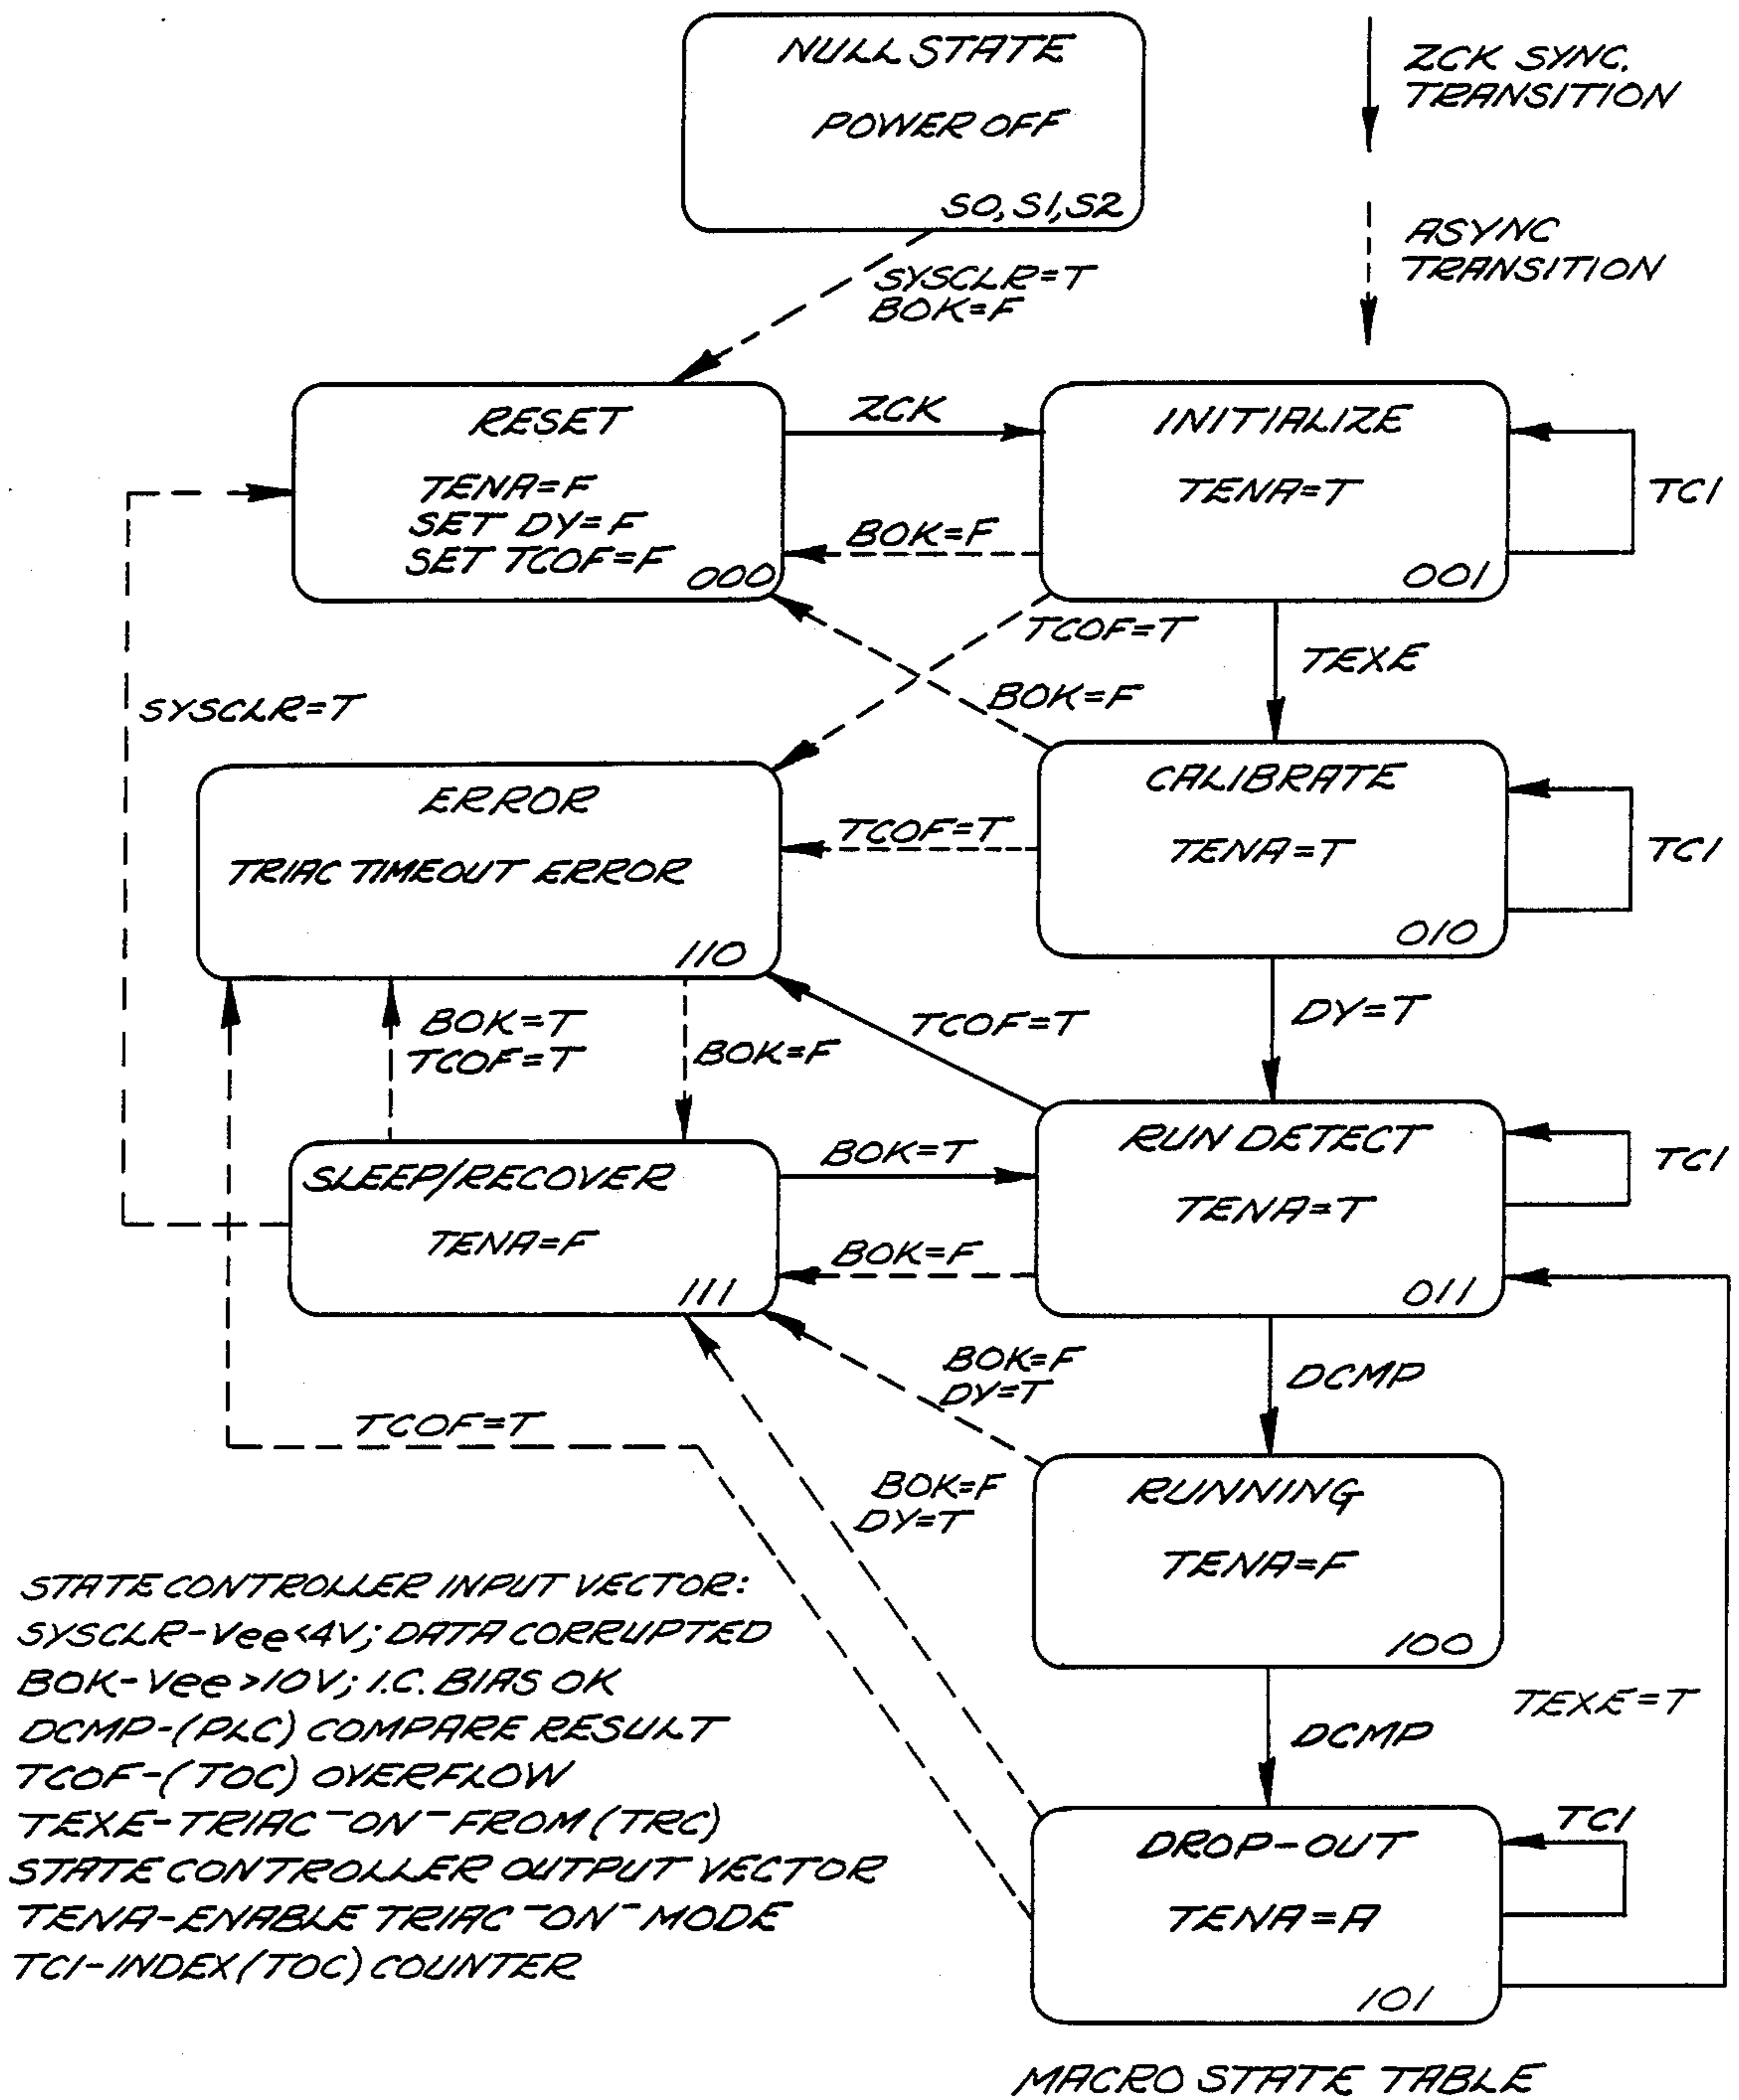 NULL STATE
POWER OFF
S0, S1, S2
ZCK SYNC.
TRANSITION
ASYNC
TRANSITION
SYSCLR=T
BOK=F
RESET
TENA=F
SET DY=F
SET TCOF=F
000
ZCK
BOK=F
INITIALIZE
TENA=T
001
TCI
TCOF=T
TEXE
BOK=F
SYSCLR=T
ERROR
TRIAC TIMEOUT ERROR
110
TCOF=T
CALIBRATE
TENA=T
010
TCI
BOK=T
TCOF=T
BOK=F
TCOF=T
DY=T
SLEEP/RECOVER
TENA=F
111
BOK=T
BOK=F
RUN DETECT
TENA=T
011
TCI
BOK=F
DY=T
DCMP
TCOF=T
BOK=F
DY=T
RUNNING
TENA=F
100
TEXE=T
DCMP
DROP-OUT
TENA=A
101
TCI
STATE CONTROLLER INPUT VECTOR:
SYSCLR-Vee<4V; DATA CORRUPTED
BOK-Vee>10V; I.C. BIAS OK
DCMP-(PLC) COMPARE RESULT
TCOF-(TOC) OVERFLOW
TEXE-TRIAC "ON" FROM (TRC)
STATE CONTROLLER OUTPUT VECTOR
TENA-ENABLE TRIAC "ON" MODE
TCI-INDEX (TOC) COUNTER
MACRO STATE TABLE